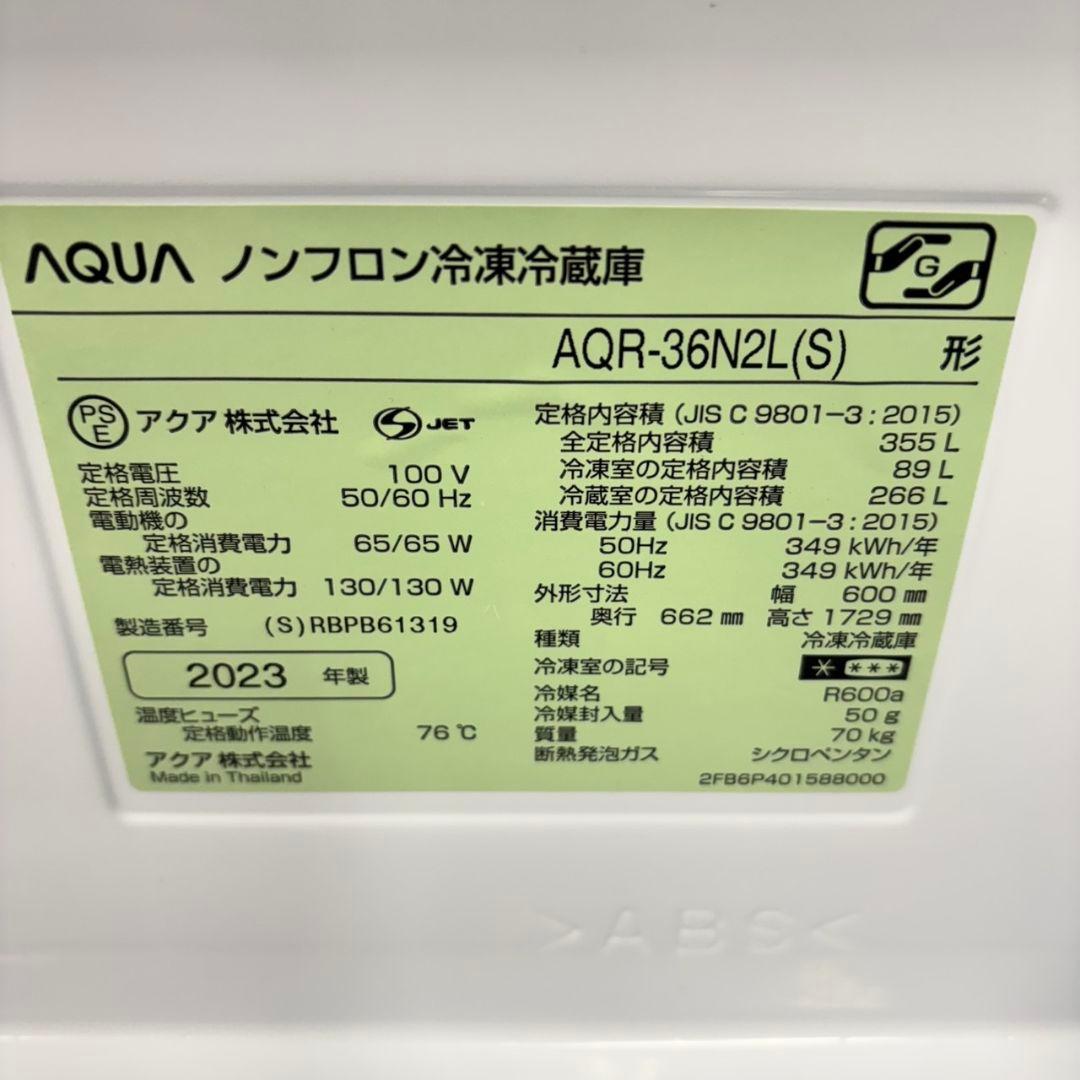 AQUA ノンフロン冷凍冷蔵庫
G
AQR-36N2L(S) 形
PSE アクア 株式会社 S JET
定格電圧 100 V
定格周波数 50/60 Hz
電動機の
定格消費電力 65/65 W
電熱装置の
定格消費電力 130/130 W
製造番号 (S)RBPB61319
2023 年製
温度ヒューズ
定格動作温度 76 ℃
アクア 株式会社
Made in Thailand
定格内容積 (JIS C 9801-3:2015)
全定格内容積 355 L
冷凍室の定格内容積 89 L
冷蔵室の定格内容積 266 L
消費電力量 (JIS C 9801-3:2015)
50Hz 349 kWh/年
60Hz 349 kWh/年
外形寸法 幅 600 ㎜
奥行 662 ㎜ 高さ 1729 ㎜
種類 冷凍冷蔵庫
冷凍室の記号 * ***
冷媒名 R600a
冷媒封入量 50 g
質量 70 kg
断熱発泡ガス シクロペンタン
2FB6P401588000
>ABS<